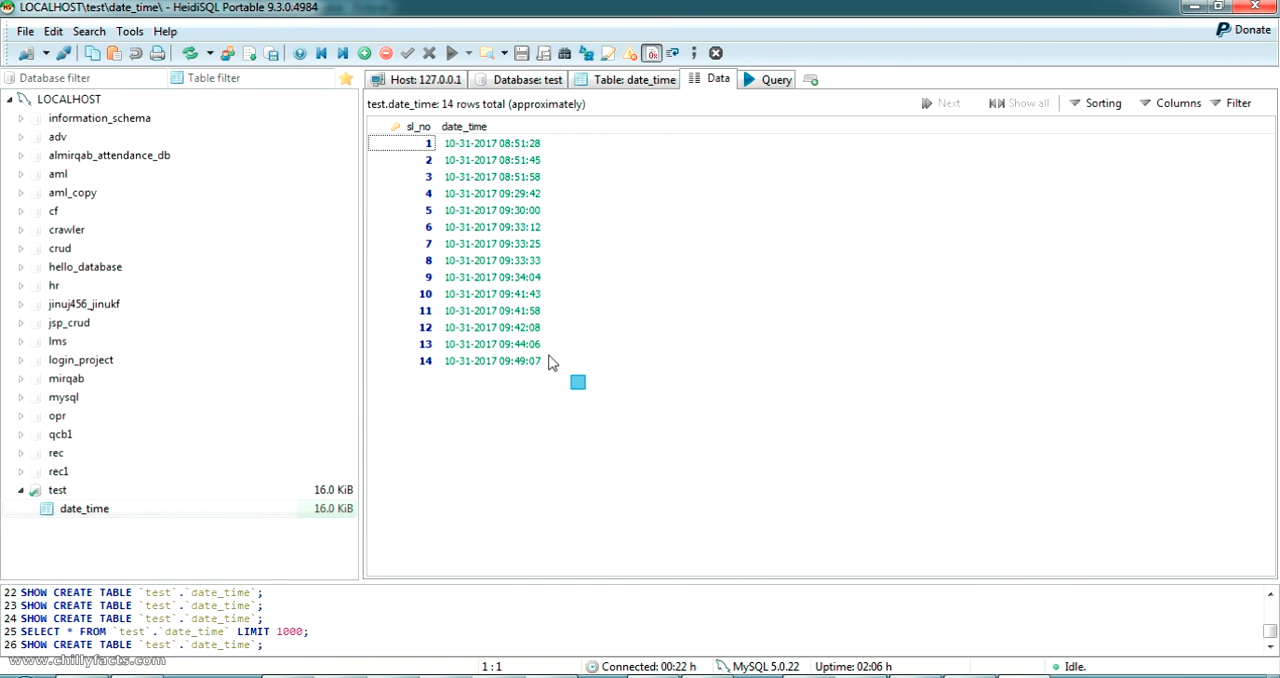 LOCALHOST\test\date_time\ - HeidiSQL Portable 9.3.0.4984
File Edit Search Tools Help
Donate
Database filter
Table filter
Host: 127.0.0.1
Database: test
Table: date_time
Data
Query
LOCALHOST
information_schema
adv
almirqab_attendance_db
aml
aml_copy
cf
crawler
crud
hello_database
hr
jinuj456_jinukf
jsp_crud
lms
login_project
mirqab
mysql
opr
qcb1
rec
rec1
test 16.0 KiB
date_time 16.0 KiB
test.date_time: 14 rows total (approximately)
Next Show all Sorting Columns Filter
sl_no date_time
1 10-31-2017 08:51:28
2 10-31-2017 08:51:45
3 10-31-2017 08:51:58
4 10-31-2017 09:29:42
5 10-31-2017 09:30:00
6 10-31-2017 09:33:12
7 10-31-2017 09:33:25
8 10-31-2017 09:33:33
9 10-31-2017 09:34:04
10 10-31-2017 09:41:43
11 10-31-2017 09:41:58
12 10-31-2017 09:42:08
13 10-31-2017 09:44:06
14 10-31-2017 09:49:07
22 SHOW CREATE TABLE `test`.`date_time`;
23 SHOW CREATE TABLE `test`.`date_time`;
24 SHOW CREATE TABLE `test`.`date_time`;
25 SELECT * FROM `test`.`date_time` LIMIT 1000;
26 SHOW CREATE TABLE `test`.`date_time`;
www.chillyfacts.com
1 : 1
Connected: 00:22 h
MySQL 5.0.22
Uptime: 02:06 h
Idle.